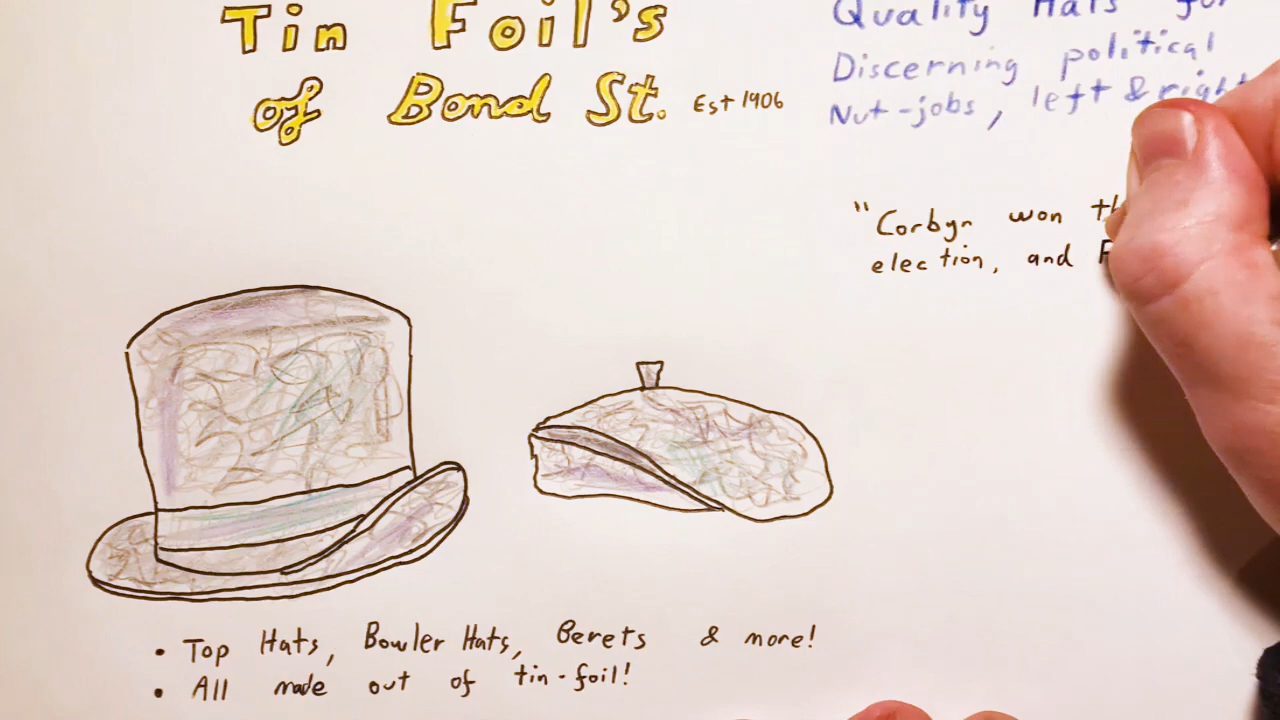 Tin Foil's
of Bond St. Est 1906
Quality Hats for
Discerning political
Nut-jobs, left & right
"Corbyn won
election, and
• Top Hats, Bowler Hats, Berets & more!
• All made out of tin-foil!